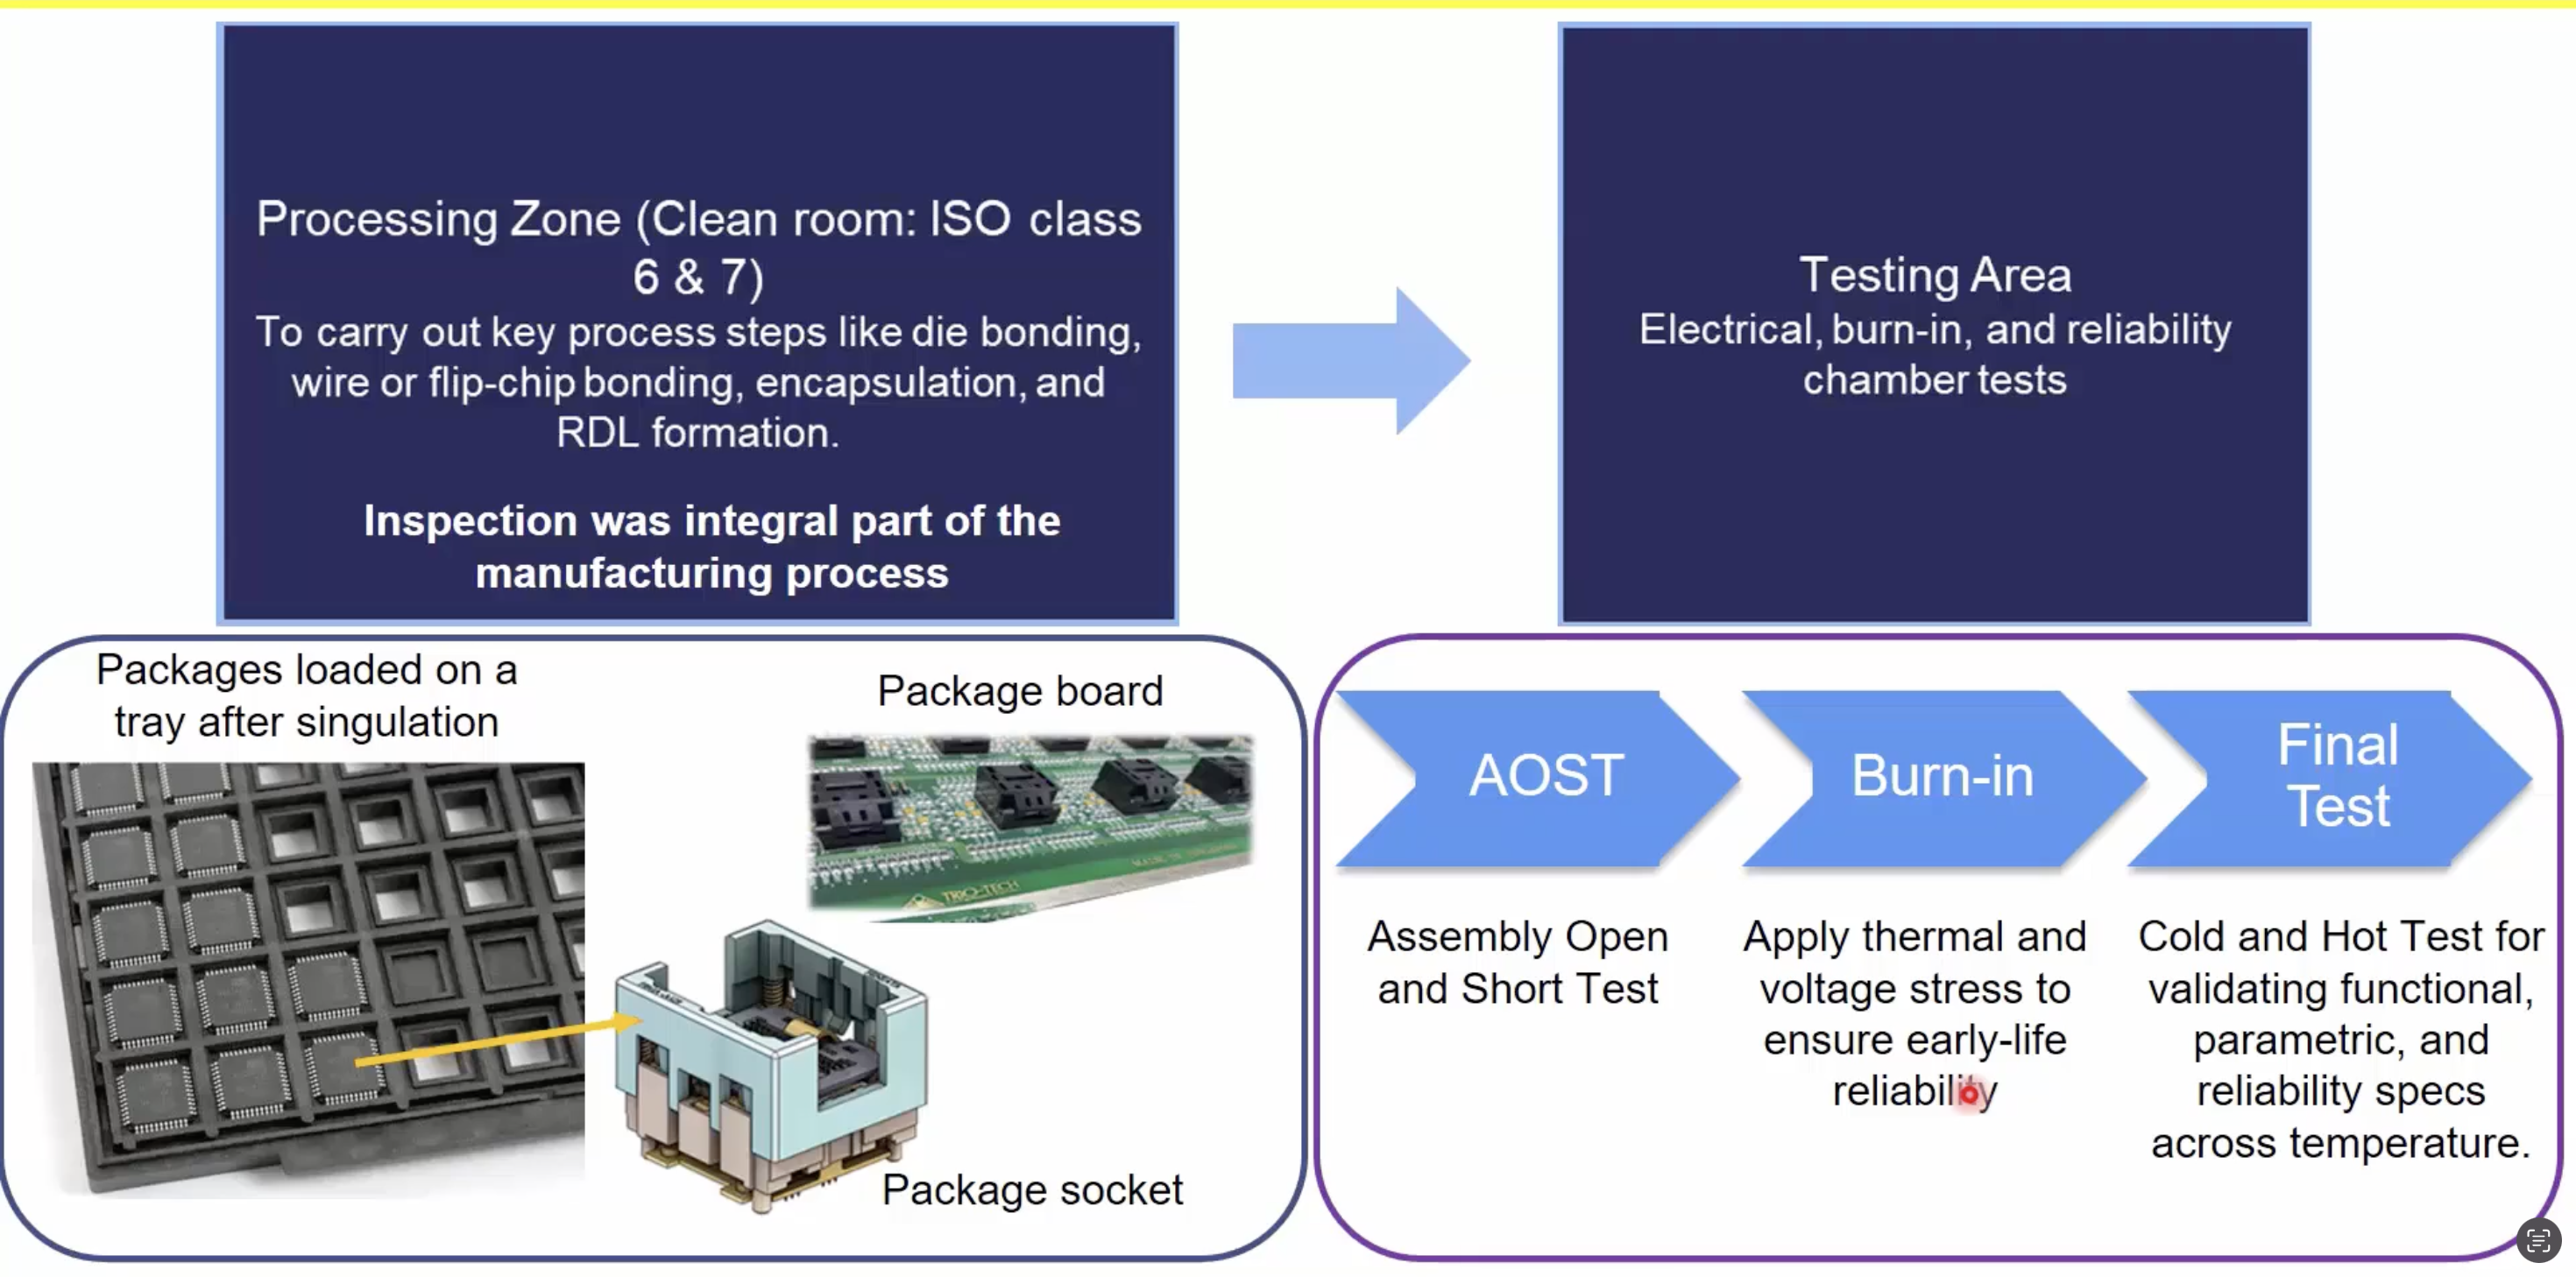 Processing Zone (Clean room: ISO class
6 & 7)
To carry out key process steps like die bonding,
wire or flip-chip bonding, encapsulation, and
RDL formation.
Inspection was integral part of the
manufacturing process
Testing Area
Electrical, burn-in, and reliability
chamber tests
Packages loaded on a
tray after singulation
Package board
TRIO-TECH
Package socket
AOST
Assembly Open
and Short Test
Burn-in
Apply thermal and
voltage stress to
ensure early-life
reliability
Final
Test
Cold and Hot Test for
validating functional,
parametric, and
reliability specs
across temperature.